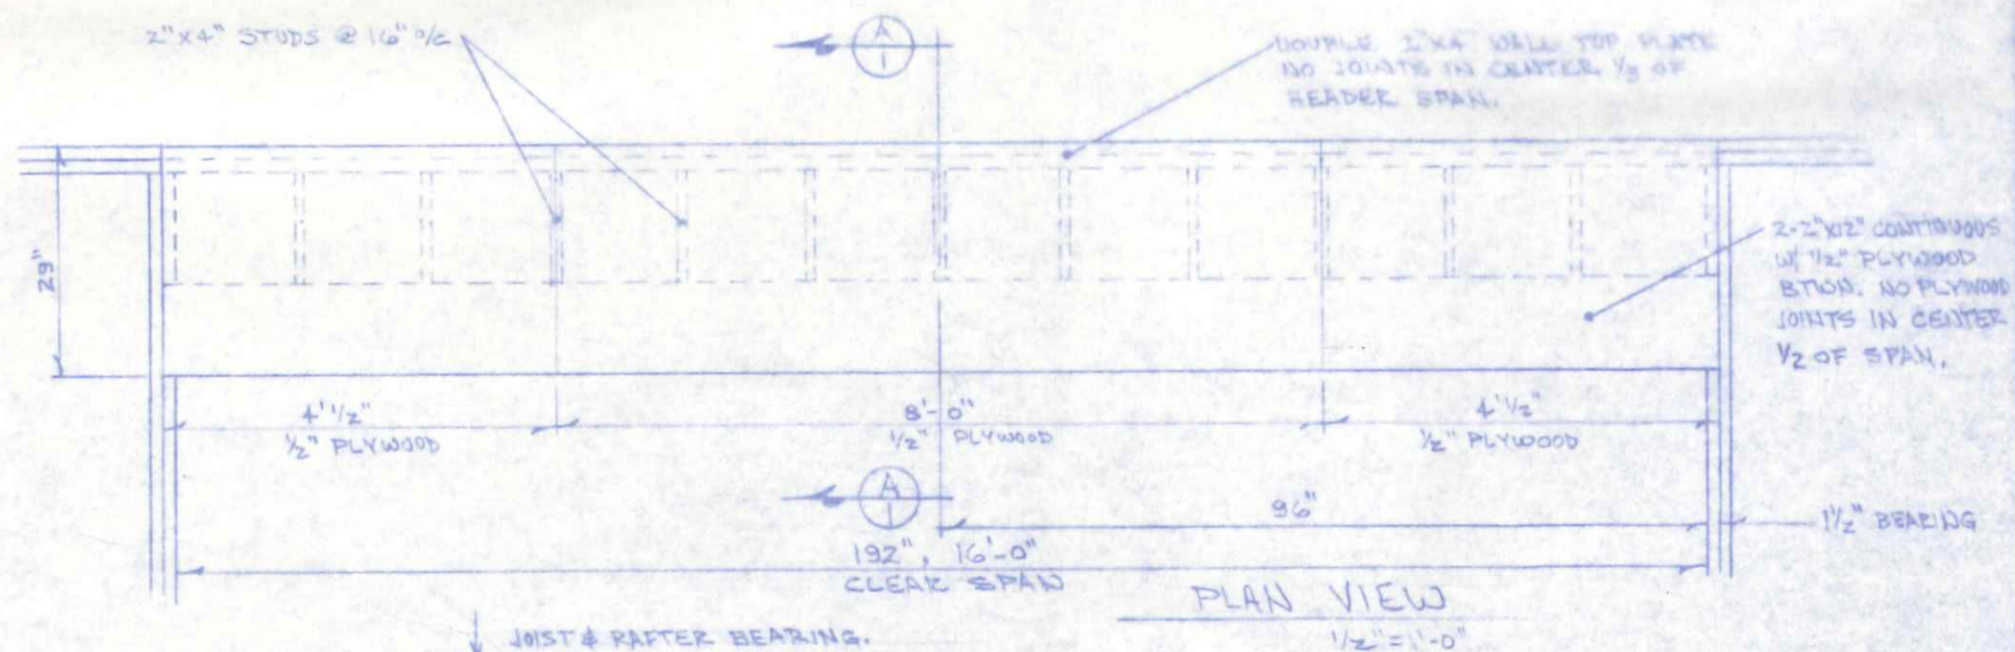 2"X4" STUDS @ 16" O/C
A
1
DOUBLE 2"X4" WALL TOP PLATE
NO JOINTS IN CENTER ½ OF
HEADER SPAN.
29"
2-2"X12" CONTINUOUS
W/ ½" PLYWOOD
BTWN. NO PLYWOOD
JOINTS IN CENTER
½ OF SPAN.
4'½"
½" PLYWOOD
8'-0"
½" PLYWOOD
4'½"
½" PLYWOOD
A
1
96"
1½" BEARING
192", 16'-0"
CLEAR SPAN
PLAN VIEW
½"=1'-0"
JOIST & RAFTER BEARING.